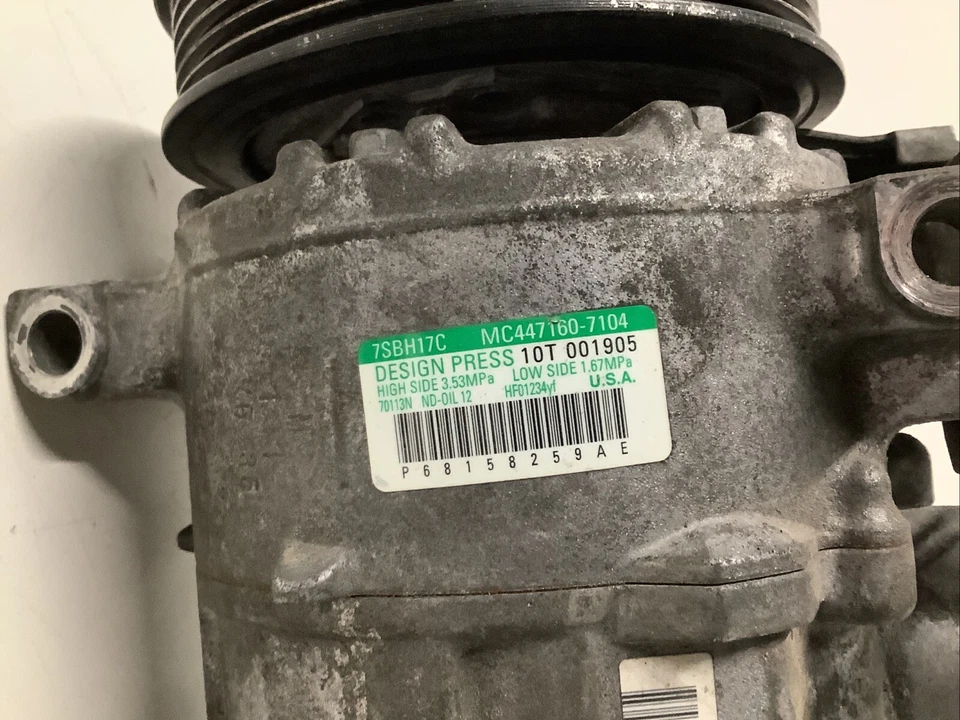 7SBH17C MC447160-7104
DESIGN PRESS 10T 001905
HIGH SIDE 3.53MPa LOW SIDE 1.67MPa
70113N ND-OIL 12 HF01234yf U.S.A.
P68158259AE